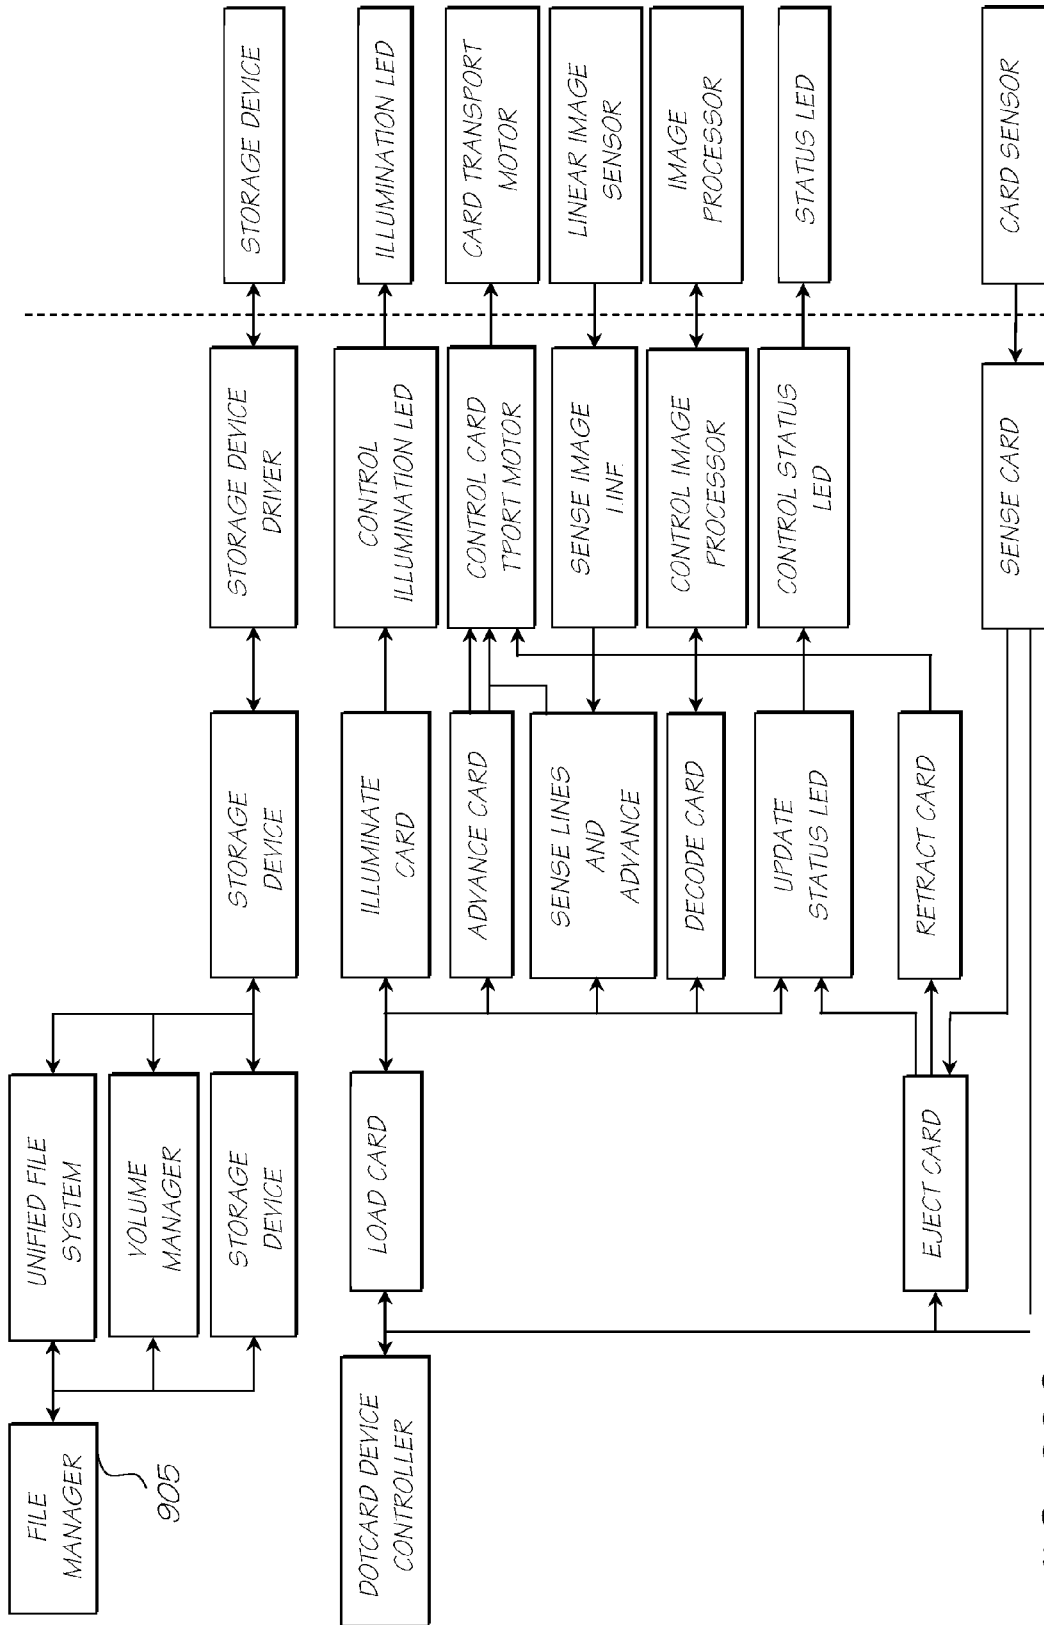 FILE
MANAGER
905
UNIFIED FILE
SYSTEM
VOLUME
MANAGER
STORAGE
DEVICE
STORAGE
DEVICE
STORAGE DEVICE
DRIVER
STORAGE DEVICE
DOTCARD DEVICE
CONTROLLER
LOAD CARD
ILLUMINATE
CARD
CONTROL
ILLUMINATION LED
ILLUMINATION LED
ADVANCE CARD
CONTROL CARD
TPORT MOTOR
CARD TRANSPORT
MOTOR
SENSE LINES
AND
ADVANCE
SENSE IMAGE
LINE
LINEAR IMAGE
SENSOR
DECODE CARD
CONTROL IMAGE
PROCESSOR
IMAGE
PROCESSOR
UPDATE
STATUS LED
CONTROL STATUS
LED
STATUS LED
EJECT CARD
RETRACT CARD
SENSE CARD
CARD SENSOR